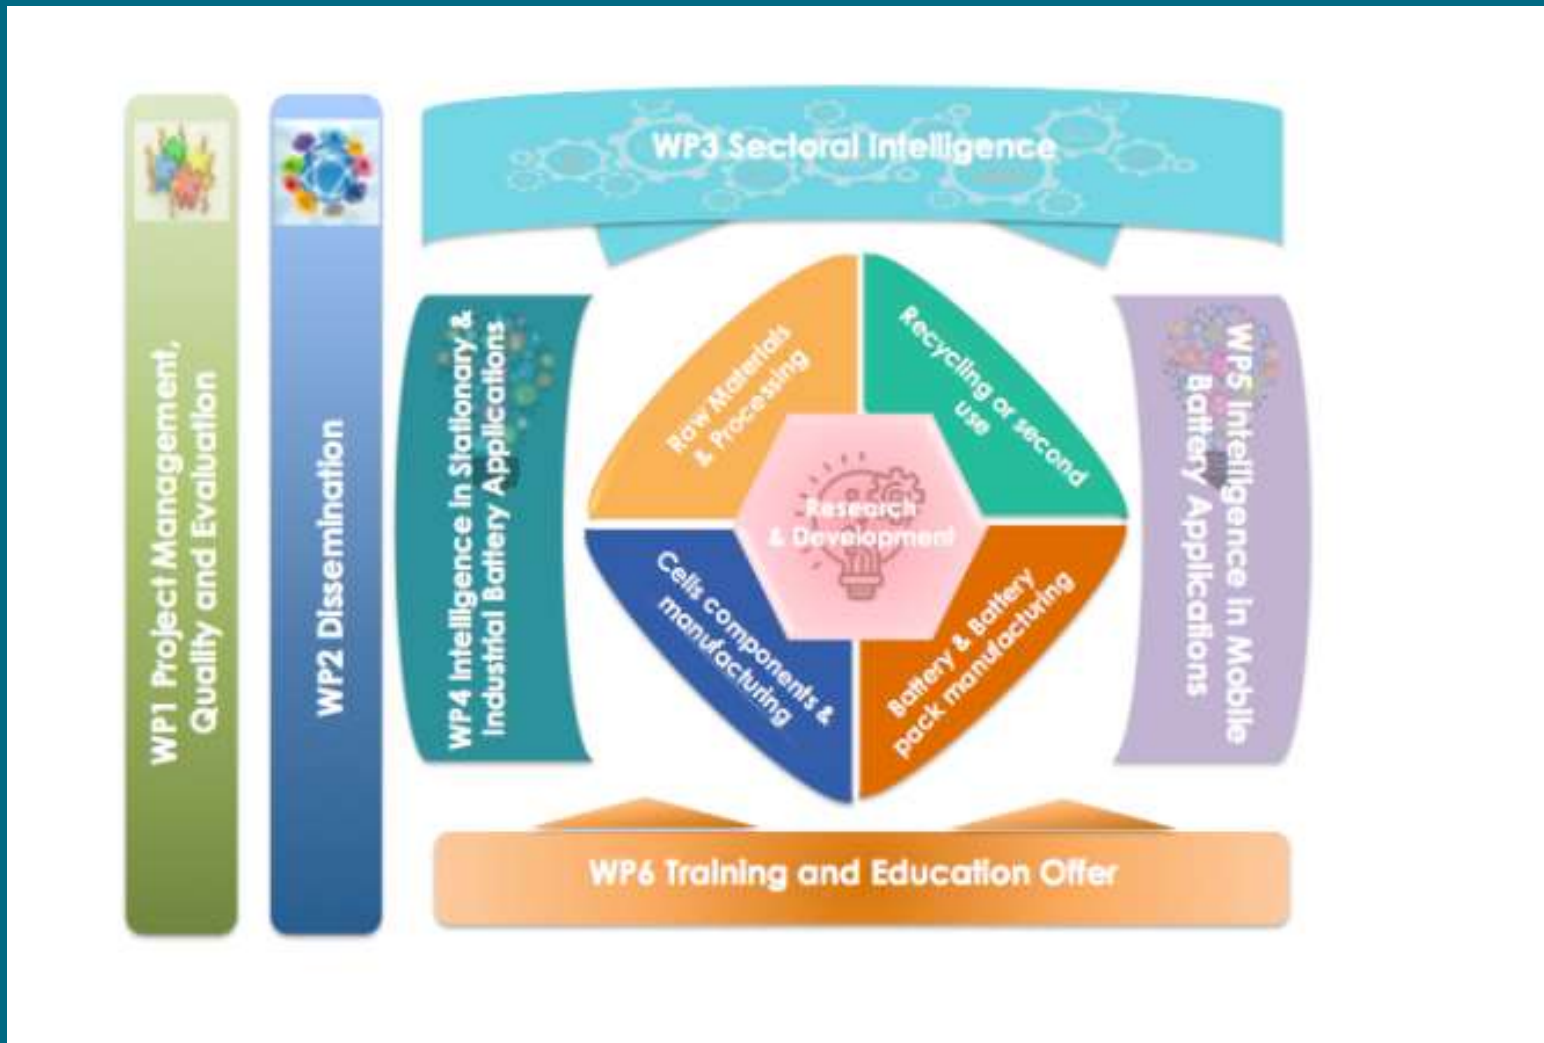 WP1 Project Management,
Quality and Evaluation
WP2 Dissemination
WP3 Sectoral Intelligence
WP4 Intelligence in Stationary &
Industrial Battery Applications
Raw Materials
& Processing
Recycling or second
use
Research
& Development
Cells components &
manufacturing
Battery & Battery
pack manufacturing
WP5 Intelligence in Mobile
Battery Applications
WP6 Training and Education Offer